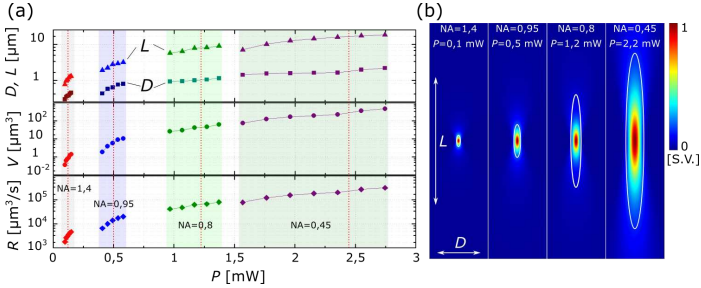 (a)
D, L [μm]
10
1
L
D
V [μm³]
10²
10⁰
1
10⁻²
R [μm³/s]
10⁵
10⁴
10³
NA=1,4
NA=0,95
NA=0,8
NA=0,45
0 0.5 1 1.5 2 2.5 3
P [mW]
(b)
NA=1,4 NA=0,95 NA=0,8 NA=0,45
P=0,1 mW P=0,5 mW P=1,2 mW P=2,2 mW
L
D
1
0
[S.V.]